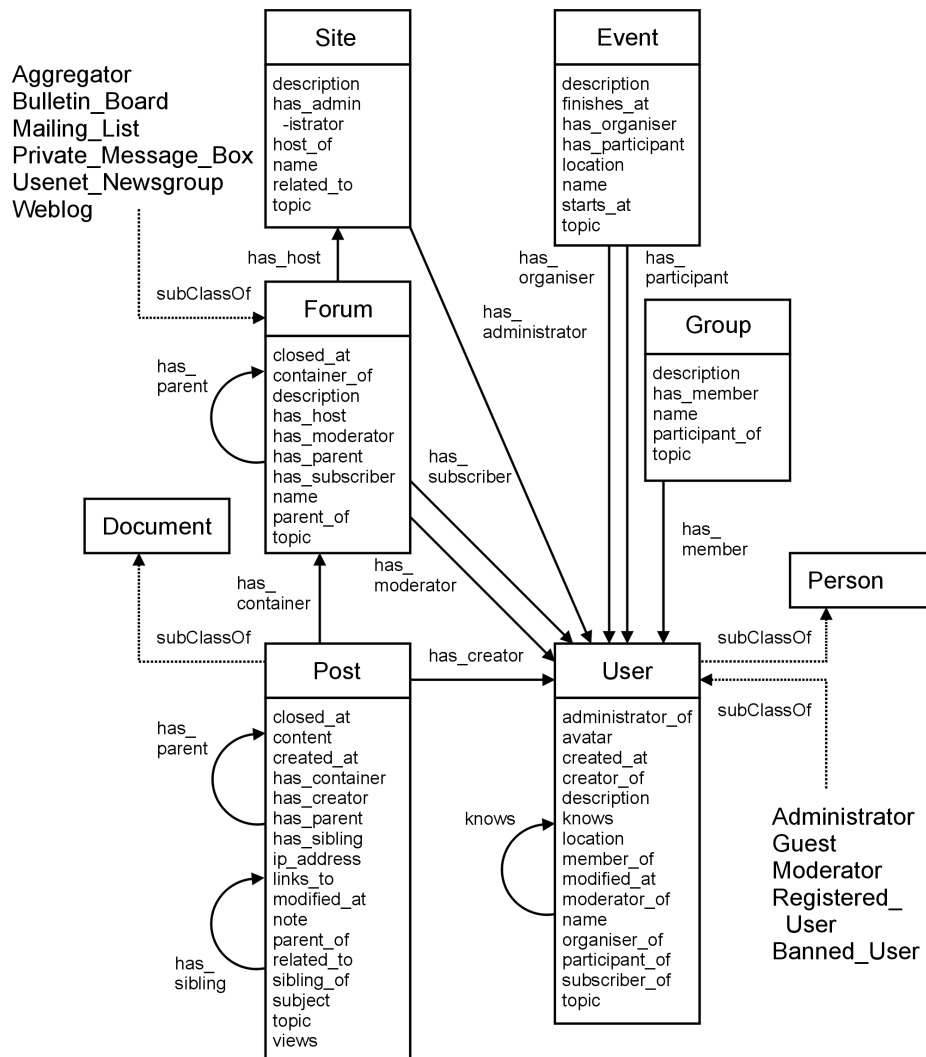 Aggregator
Bulletin_Board
Mailing_List
Private_Message_Box
Usenet_Newsgroup
Weblog
subClassOf
Site
description
has_admin
-istrator
host_of
name
related_to
topic
has_host
Event
description
finishes_at
has_organiser
has_participant
location
name
starts_at
topic
has_
organiser
has_
participant
has_
administrator
Forum
closed_at
container_of
description
has_host
has_moderator
has_parent
has_subscriber
name
parent_of
topic
has_
parent
has_
subscriber
has_
moderator
Group
description
has_member
name
participant_of
topic
has_
member
Document
subClassOf
has_
container
Person
subClassOf
Post
closed_at
content
created_at
has_container
has_creator
has_parent
has_sibling
ip_address
links_to
modified_at
note
parent_of
related_to
sibling_of
subject
topic
views
has_
parent
has_
sibling
has_creator
User
administrator_of
avatar
created_at
creator_of
description
knows
location
member_of
modified_at
moderator_of
name
organiser_of
participant_of
subscriber_of
topic
knows
subClassOf
Administrator
Guest
Moderator
Registered_
User
Banned_User